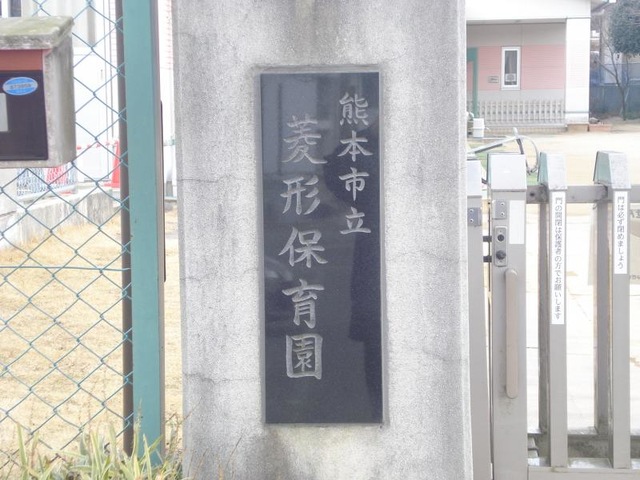 熊本市立
菱形保育園
門の開閉は保護者の方でお願いします
門は必ず閉めましょう